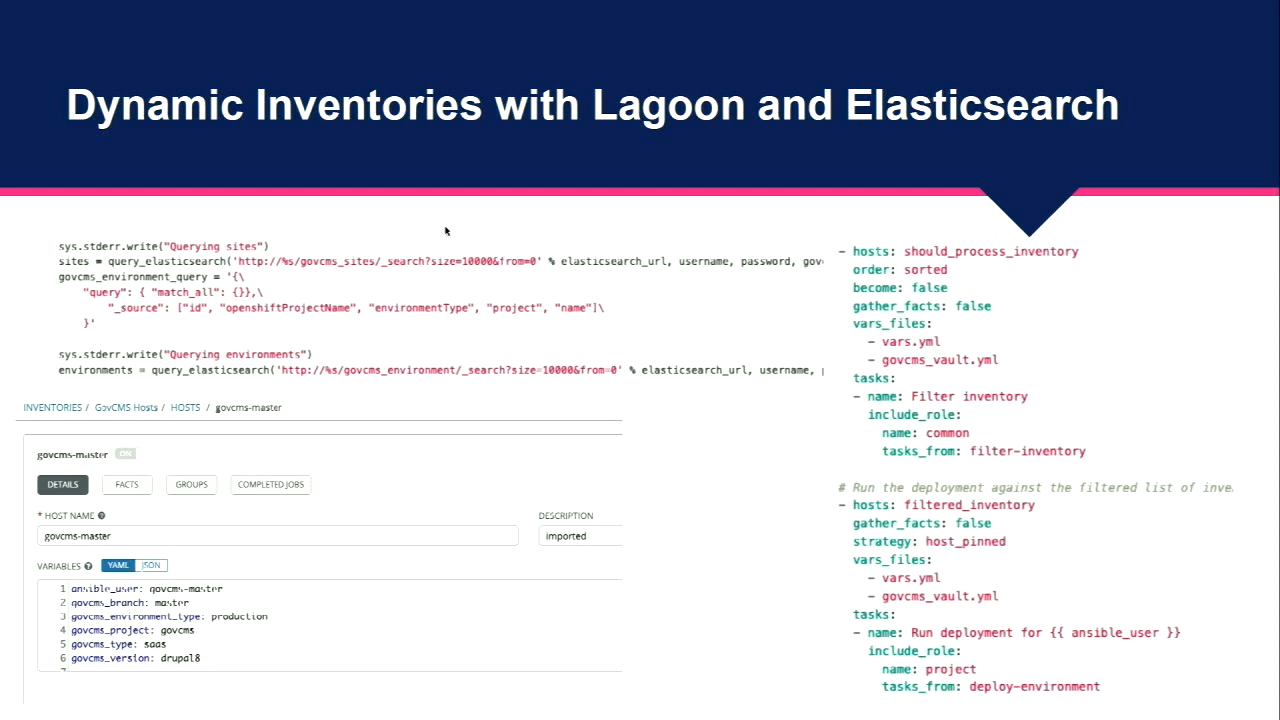 Dynamic Inventories with Lagoon and Elasticsearch
sys.stderr.write("Querying sites")
sites = query_elasticsearch('http://%s/govcms_sites/_search?size=10000&from=0' % elasticsearch_url, username, password, gov
govcms_environment_query = '{\
"query": { "match_all": {}},\
"_source": ["id", "openshiftProjectName", "environmentType", "project", "name"]\
}'
sys.stderr.write("Querying environments")
environments = query_elasticsearch('http://%s/govcms_environment/_search?size=10000&from=0' % elasticsearch_url, username,
INVENTORIES / GovCMS Hosts / HOSTS / govcms-master
govcms-master ON
DETAILS FACTS GROUPS COMPLETED JOBS
* HOST NAME ? DESCRIPTION
govcms-master imported
VARIABLES ? YAML JSON
1 ansible_user: govcms-master
2 govcms_branch: master
3 govcms_environment_type: production
4 govcms_project: govcms
5 govcms_type: saas
6 govcms_version: drupal8
- hosts: should_process_inventory
order: sorted
become: false
gather_facts: false
vars_files:
- vars.yml
- govcms_vault.yml
tasks:
- name: Filter inventory
include_role:
name: common
tasks_from: filter-inventory
# Run the deployment against the filtered list of inve
- hosts: filtered_inventory
gather_facts: false
strategy: host_pinned
vars_files:
- vars.yml
- govcms_vault.yml
tasks:
- name: Run deployment for {{ ansible_user }}
include_role:
name: project
tasks_from: deploy-environment